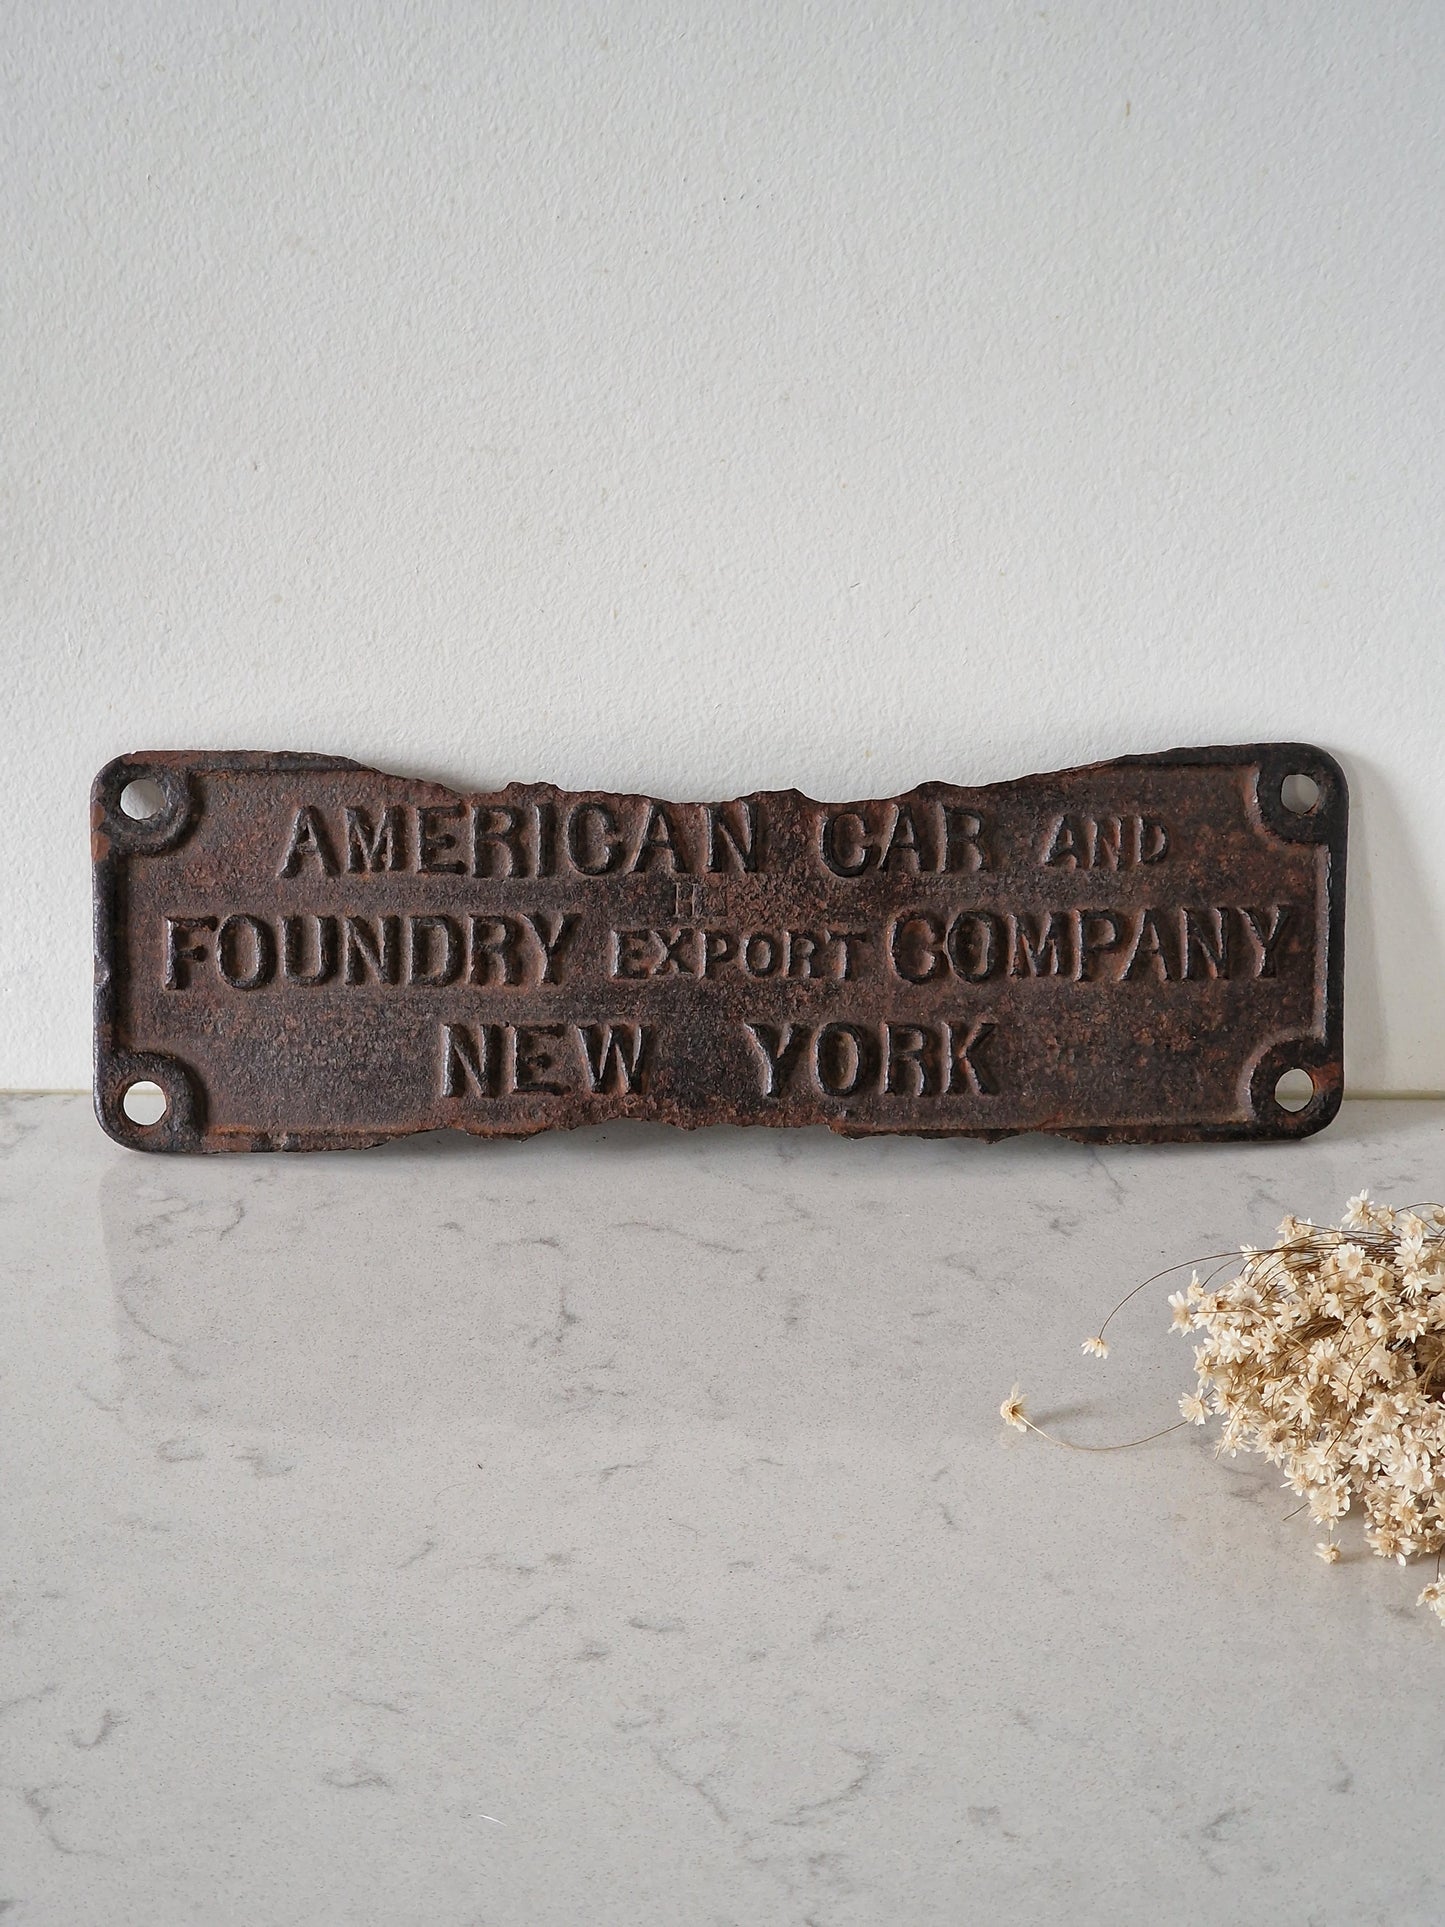 AMERICAN CAR AND
FOUNDRY EXPORT COMPANY
NEW YORK